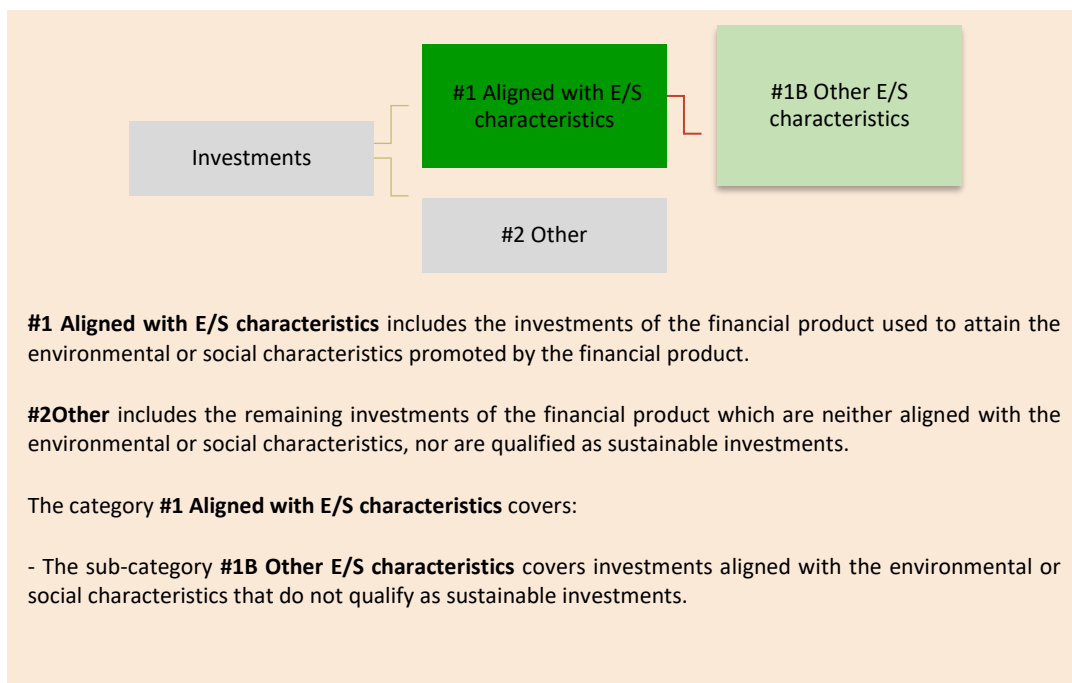 #1 Aligned with E/S
characteristics
#1B Other E/S
characteristics
Investments
#2 Other
#1 Aligned with E/S characteristics includes the investments of the financial product used to attain the
environmental or social characteristics promoted by the financial product.
#2Other includes the remaining investments of the financial product which are neither aligned with the
environmental or social characteristics, nor are qualified as sustainable investments.
The category #1 Aligned with E/S characteristics covers:
- The sub-category #1B Other E/S characteristics covers investments aligned with the environmental or
social characteristics that do not qualify as sustainable investments.